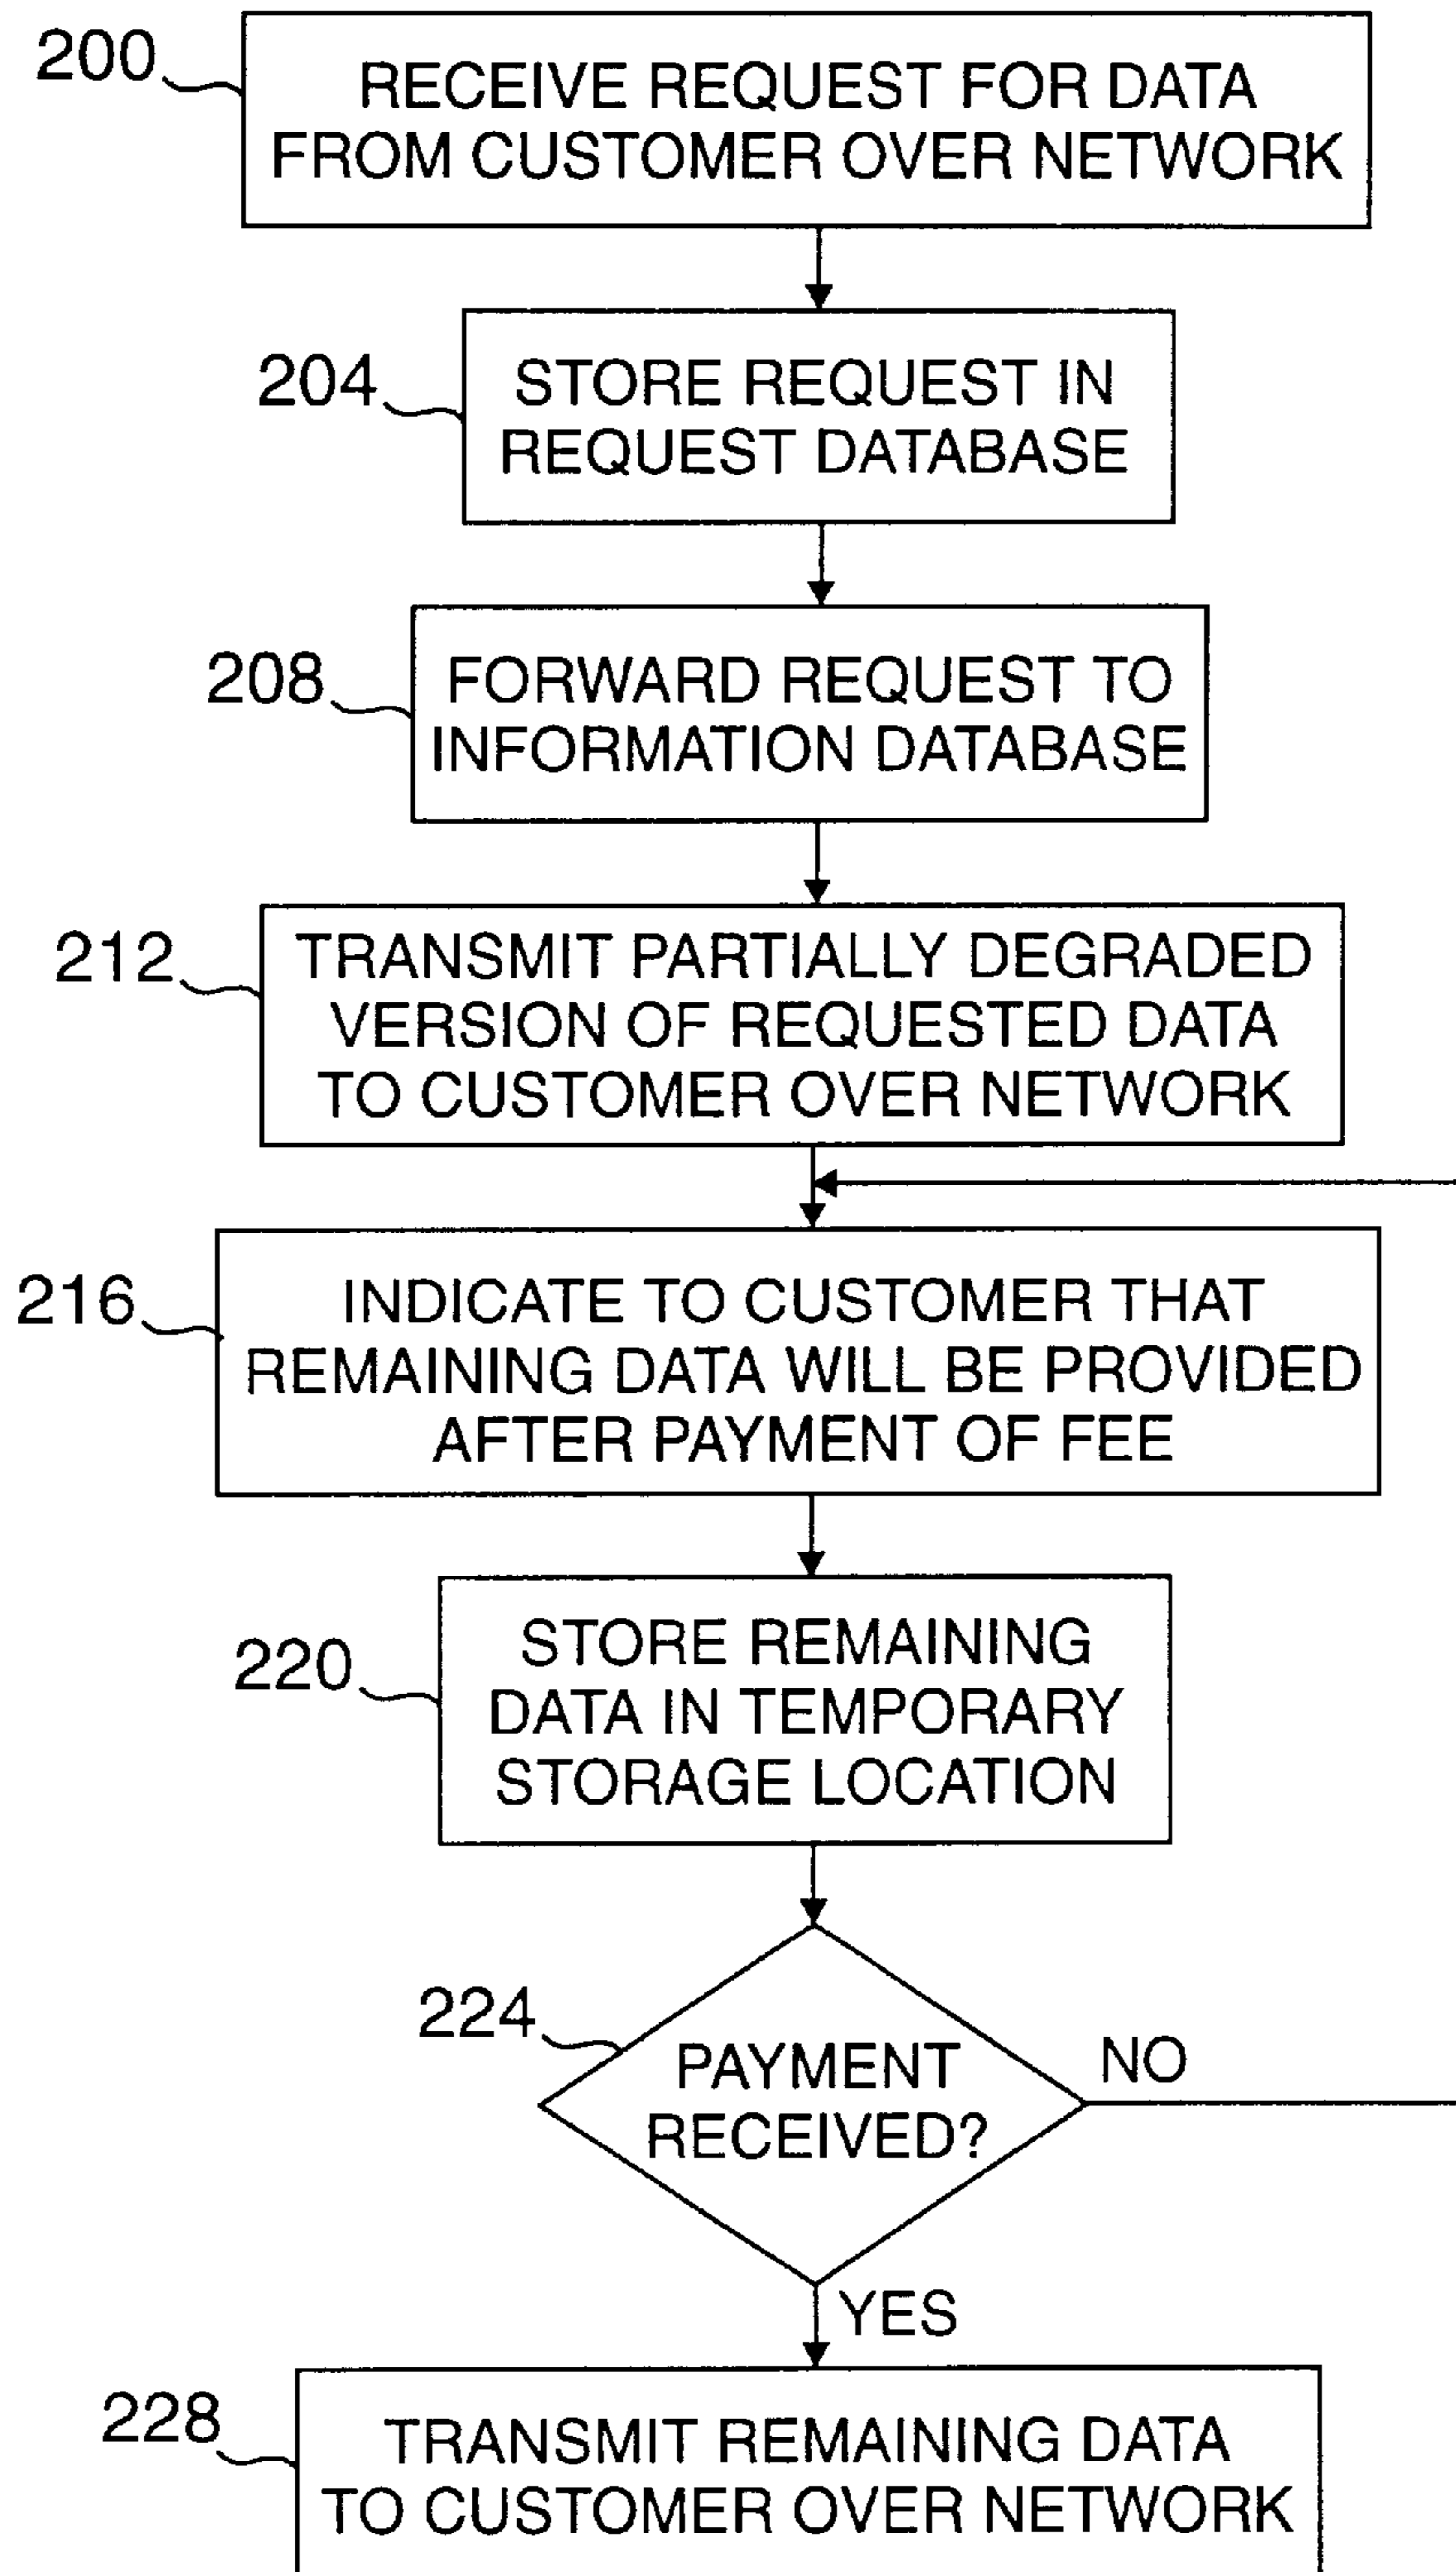 200
RECEIVE REQUEST FOR DATA
FROM CUSTOMER OVER NETWORK
204
STORE REQUEST IN
REQUEST DATABASE
208
FORWARD REQUEST TO
INFORMATION DATABASE
212
TRANSMIT PARTIALLY DEGRADED
VERSION OF REQUESTED DATA
TO CUSTOMER OVER NETWORK
216
INDICATE TO CUSTOMER THAT
REMAINING DATA WILL BE PROVIDED
AFTER PAYMENT OF FEE
220
STORE REMAINING
DATA IN TEMPORARY
STORAGE LOCATION
224
PAYMENT
RECEIVED?
NO
YES
228
TRANSMIT REMAINING DATA
TO CUSTOMER OVER NETWORK